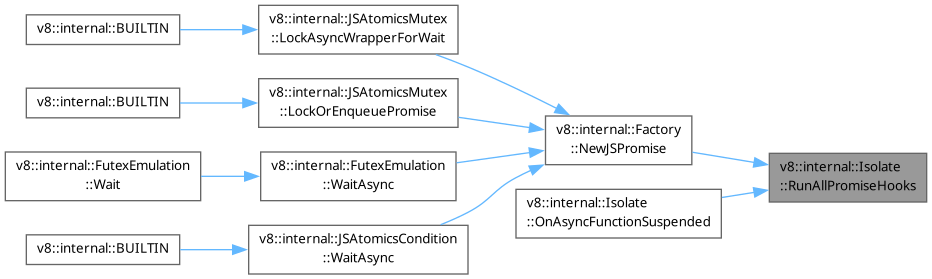 v8::internal::BUILTIN
v8::internal::JSAtomicsMutex
::LockAsyncWrapperForWait
v8::internal::BUILTIN
v8::internal::JSAtomicsMutex
::LockOrEnqueuePromise
v8::internal::Factory
::NewJSPromise
v8::internal::FutexEmulation
::Wait
v8::internal::FutexEmulation
::WaitAsync
v8::internal::Isolate
::RunAllPromiseHooks
v8::internal::Isolate
::OnAsyncFunctionSuspended
v8::internal::BUILTIN
v8::internal::JSAtomicsCondition
::WaitAsync